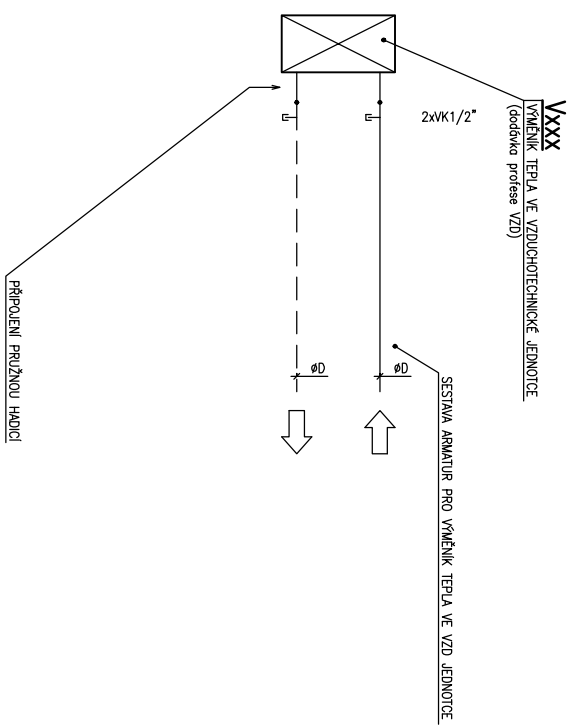 Vxxx
VÝMĚNÍK TEPLA VE VZDUCHOTECHNICKÉ JEDNOTCE
(dodávka profese VZD)
2xVK1/2"
SESTAVA ARMATUR PRO VÝMĚNÍK TEPLA VE VZD JEDNOTCE
øD
øD
PŘIPOJENÍ PRUŽNOU HADICÍ